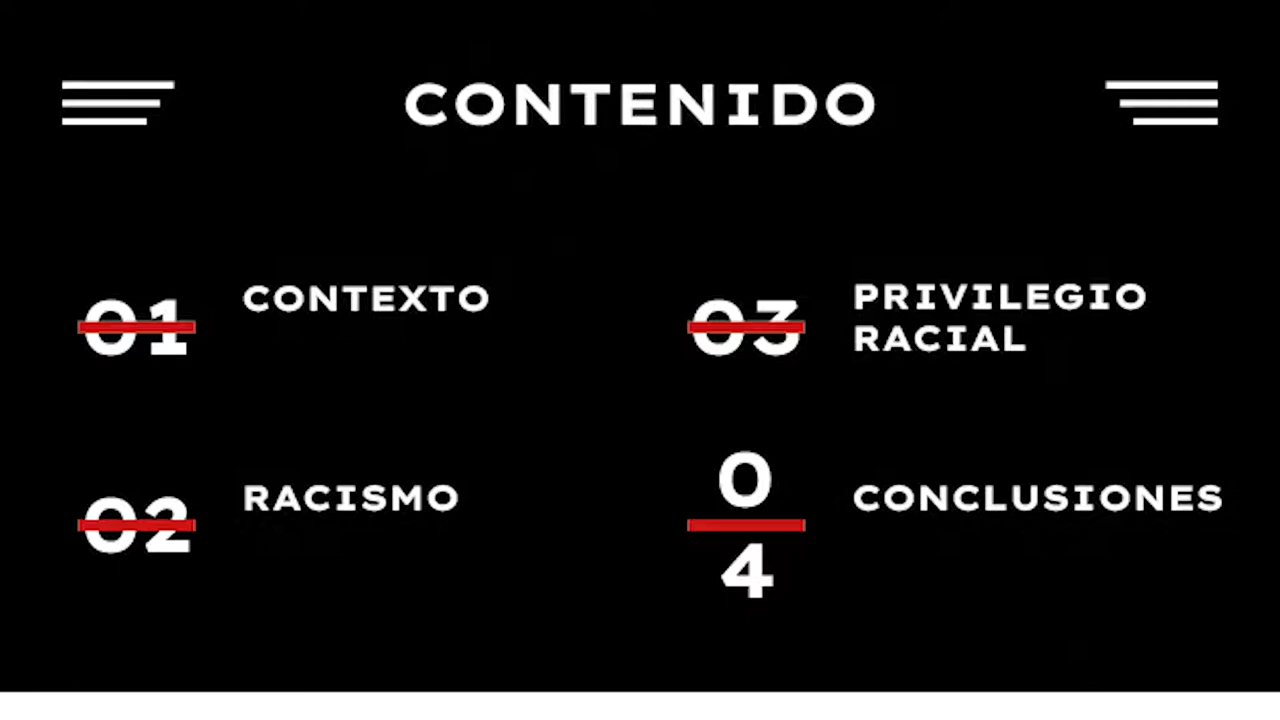 CONTENIDO
01
CONTEXTO
02
RACISMO
03
PRIVILEGIO
RACIAL
0
4
CONCLUSIONES